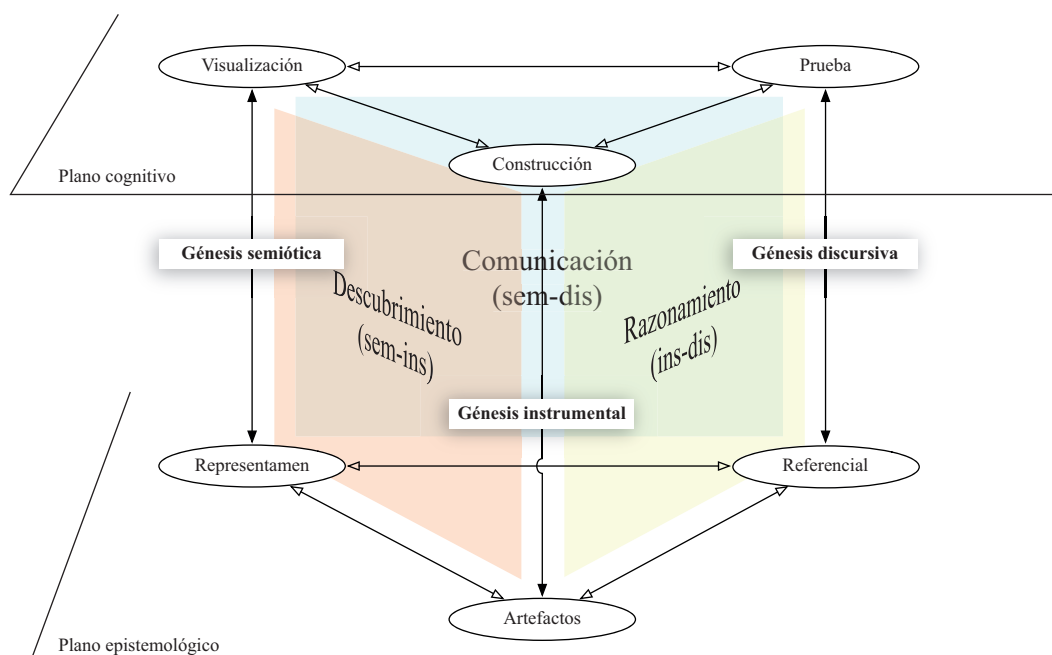 Visualización
Prueba
Construcción
Plano cognitivo
Génesis semiótica
Génesis discursiva
Comunicación
(sem-dis)
Descubrimiento
(sem-ins)
Razonamiento
(ins-dis)
Génesis instrumental
Representamen
Referencial
Artefactos
Plano epistemológico